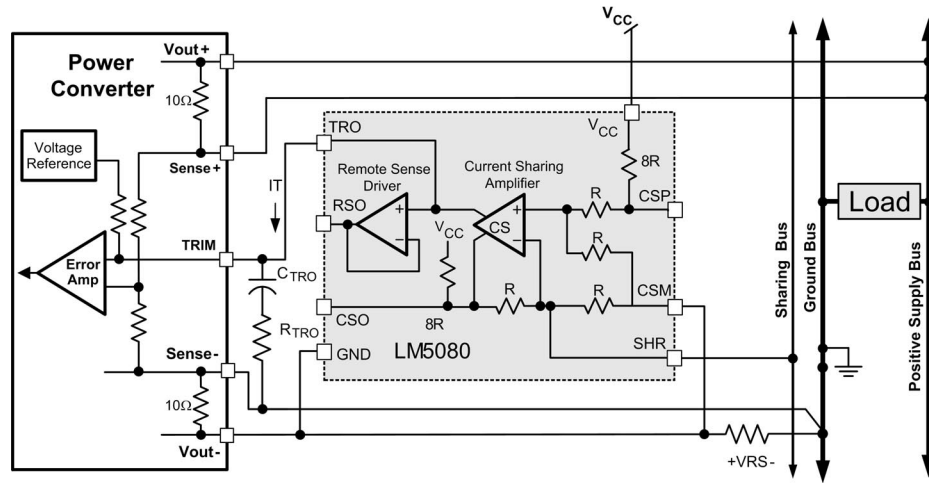 Power
Converter
Vout+
10Ω
Voltage
Reference
Sense+
TRIM
Error
Amp
Sense-
10Ω
Vout-
IT
CTRO
RTRO
VCC
TRO
Remote Sense
Driver
RSO
VCC
CSO
8R
GND
LM5080
Current Sharing
Amplifier
CS
VCC
8R
R
CSP
R
R
R
CSM
SHR
+VRS-
Sharing Bus
Ground Bus
Load
Positive Supply Bus